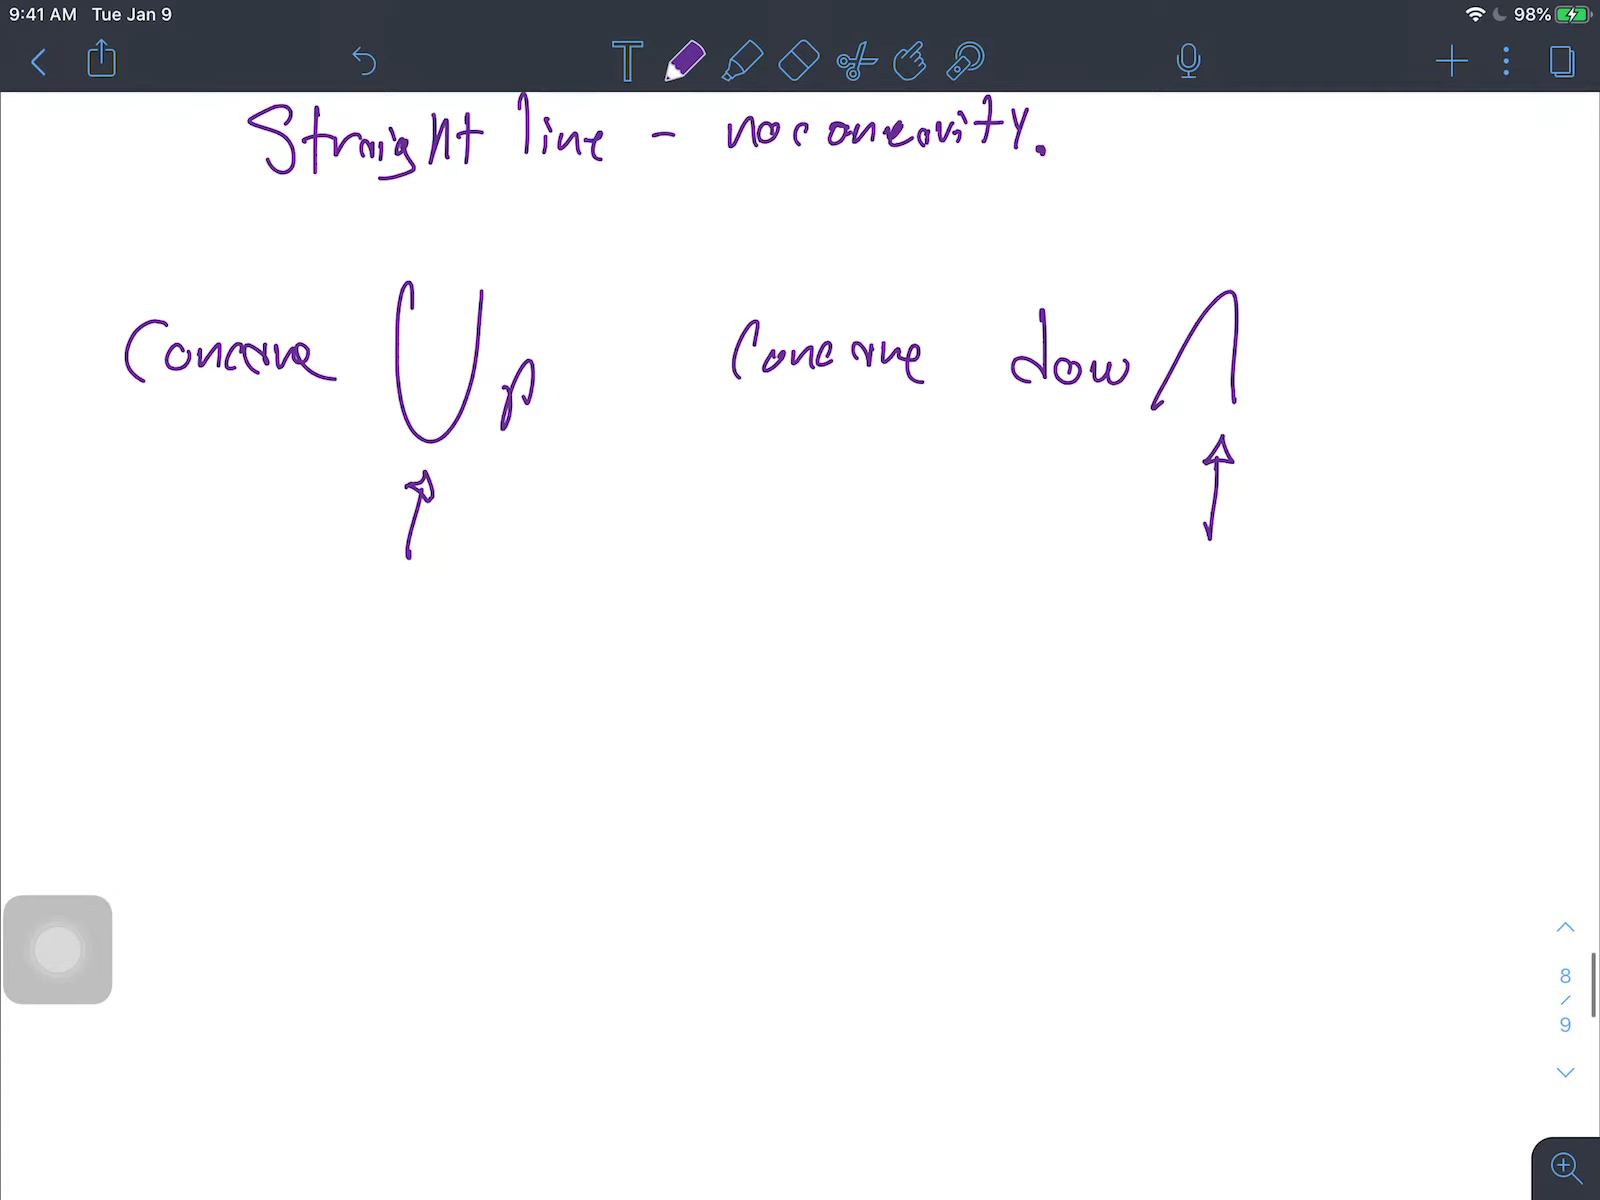 9:41 AM Tue Jan 9 98%
T
Straight line - no concavity.
Concave Up Concave down
8
/
9